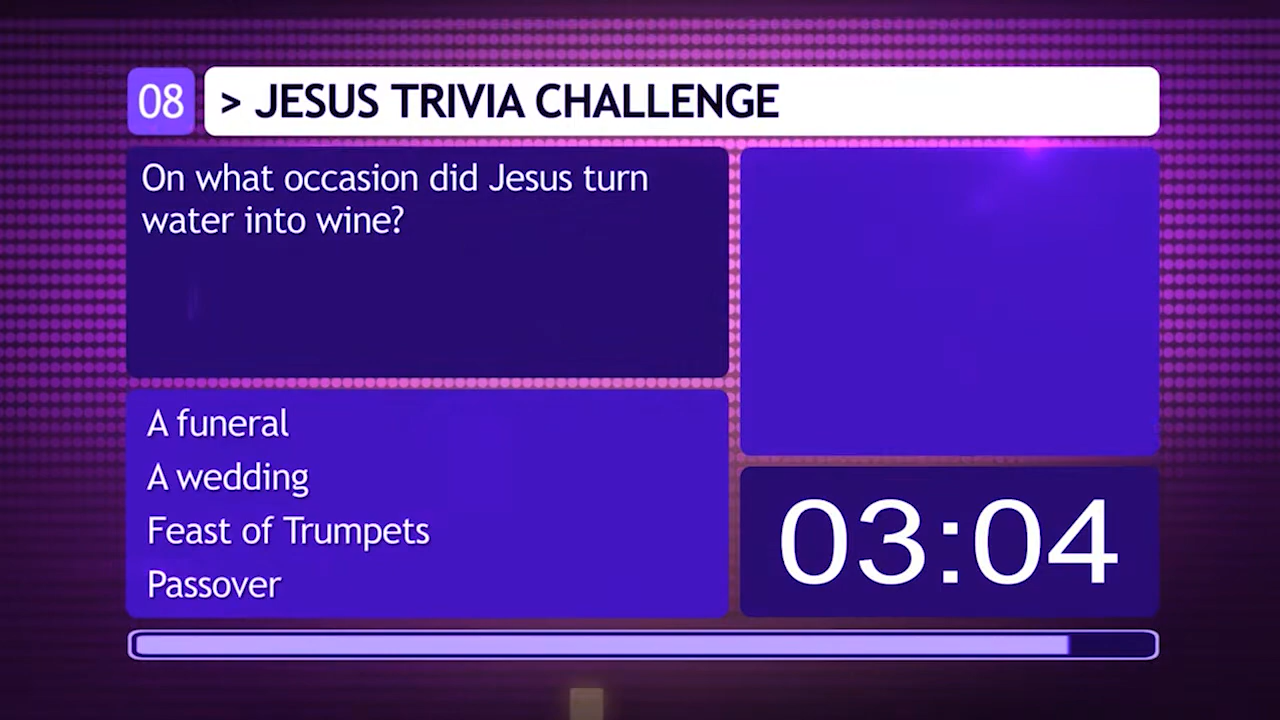 08 > JESUS TRIVIA CHALLENGE
On what occasion did Jesus turn
water into wine?
A funeral
A wedding
Feast of Trumpets
Passover
03:04